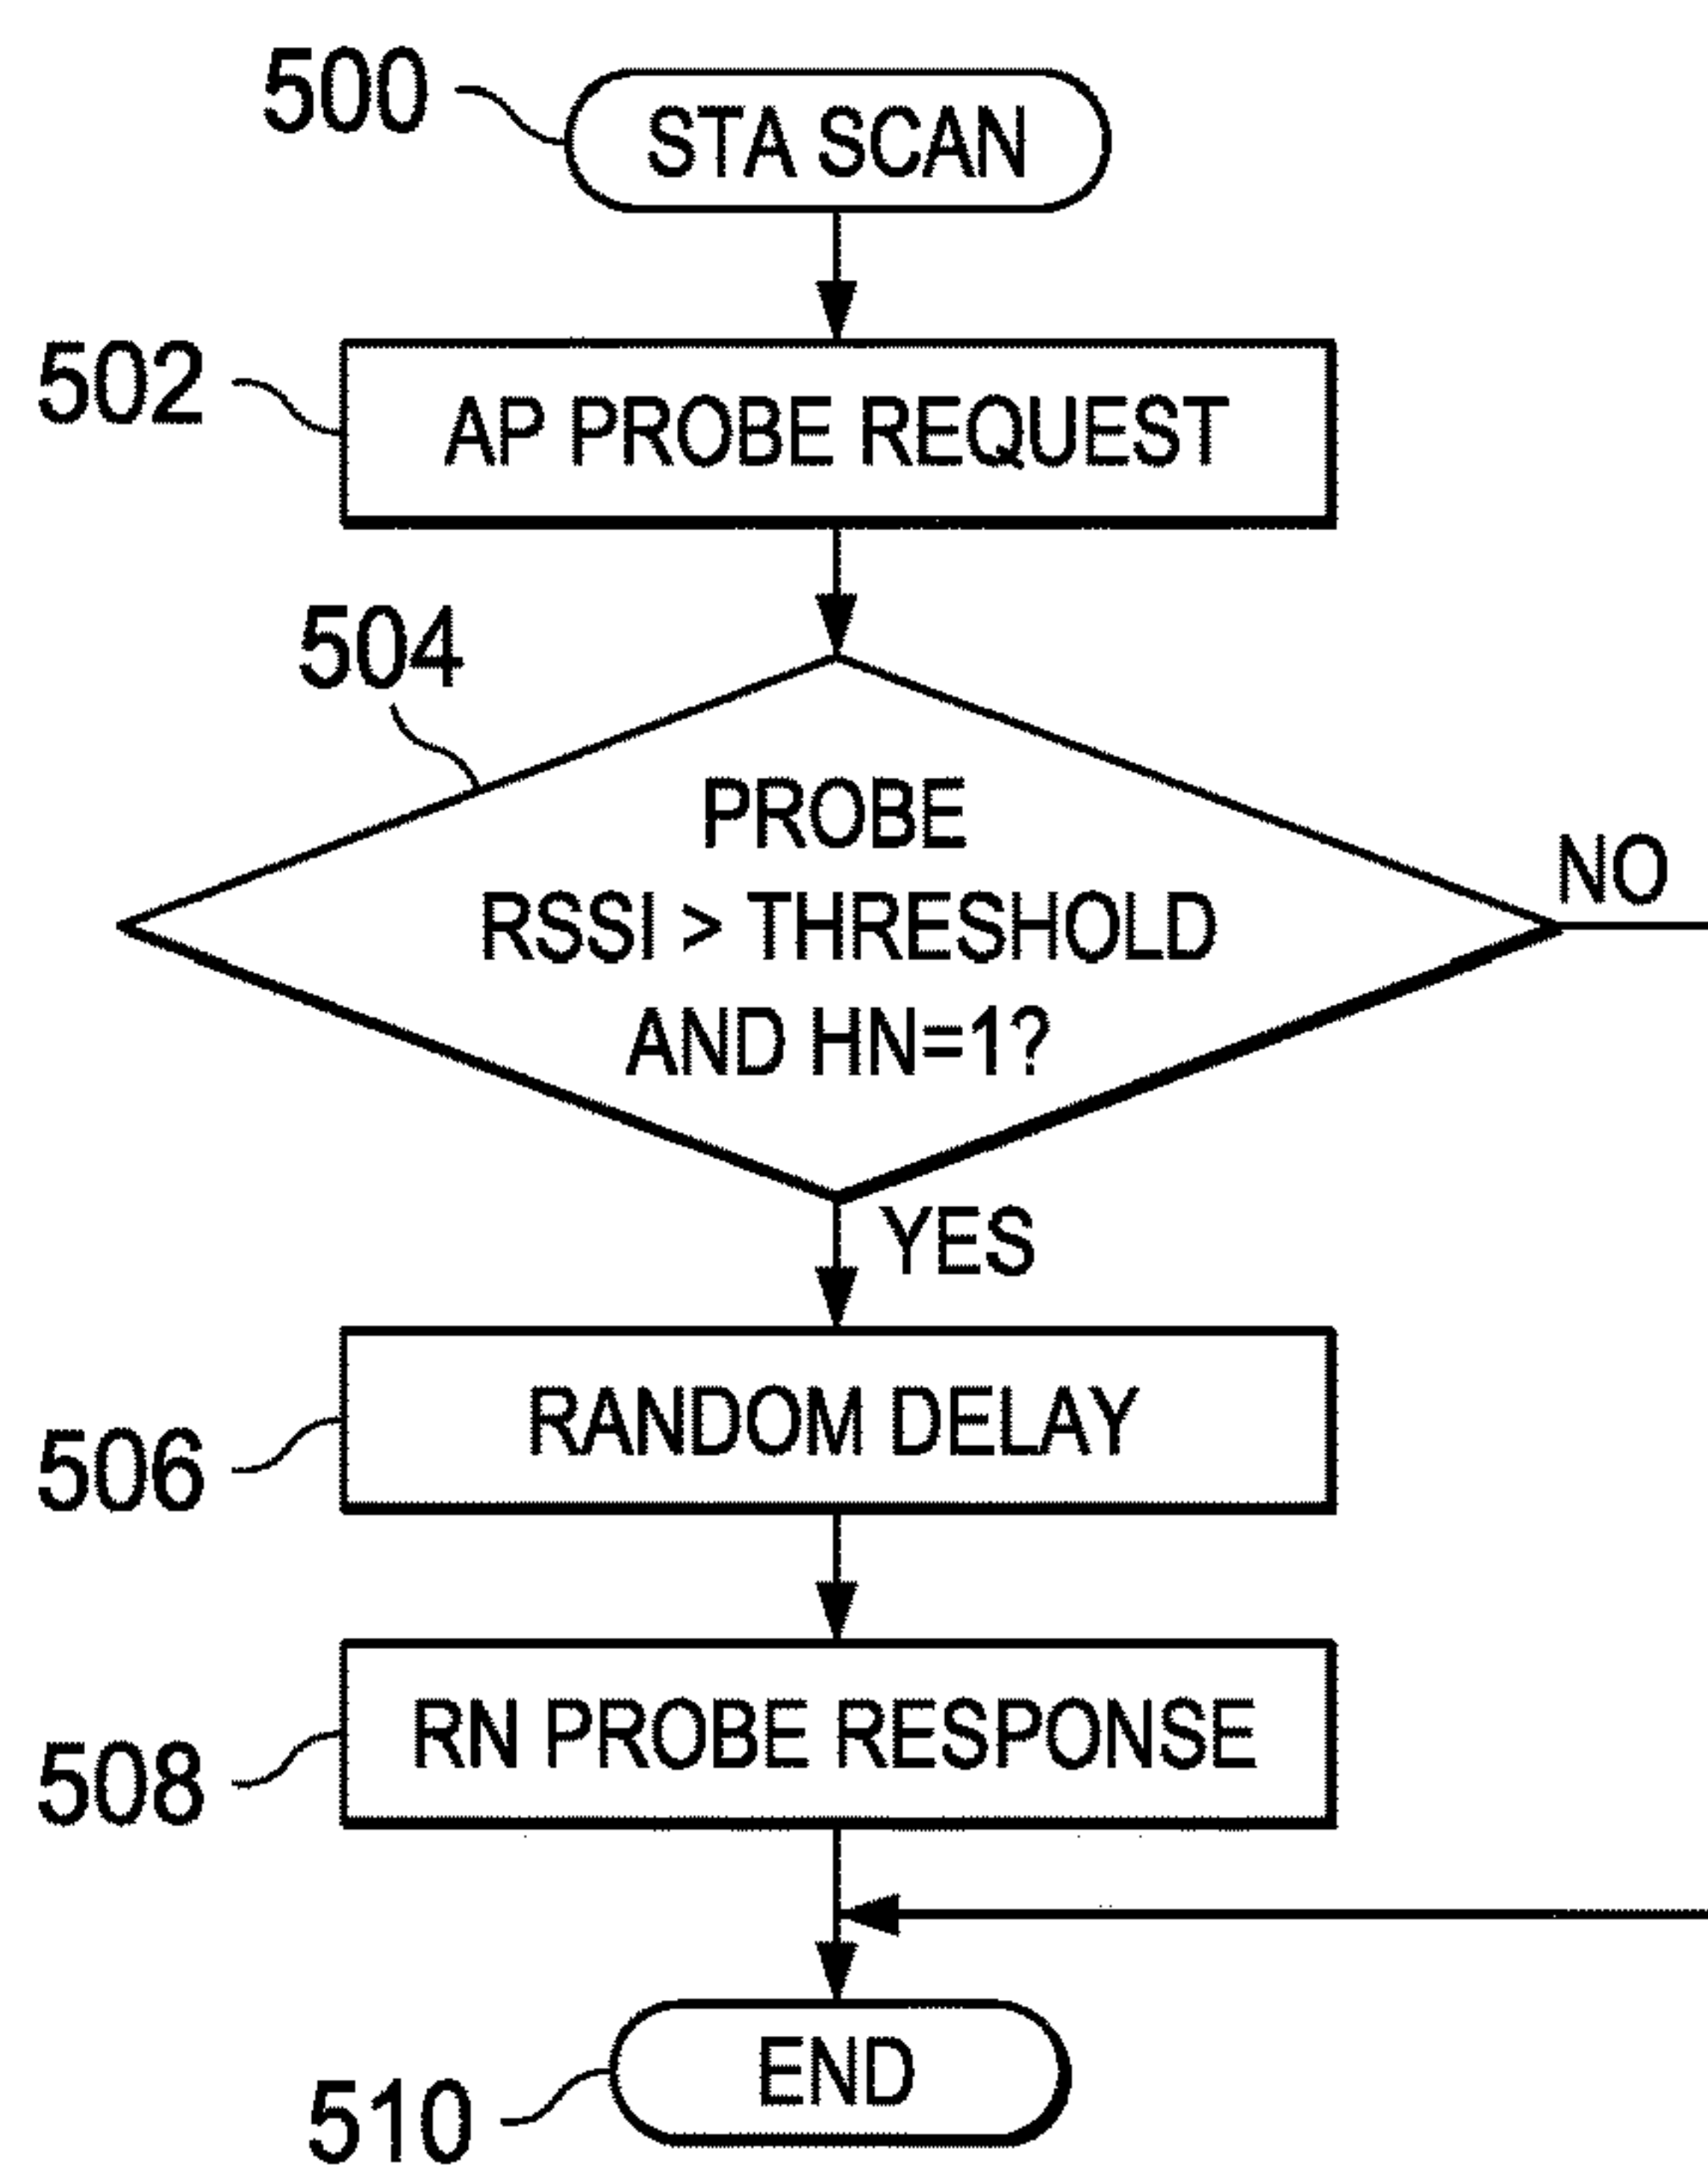 500
STA SCAN
502
AP PROBE REQUEST
504
PROBE
RSSI > THRESHOLD
AND HN=1?
NO
YES
506
RANDOM DELAY
508
RN PROBE RESPONSE
510
END